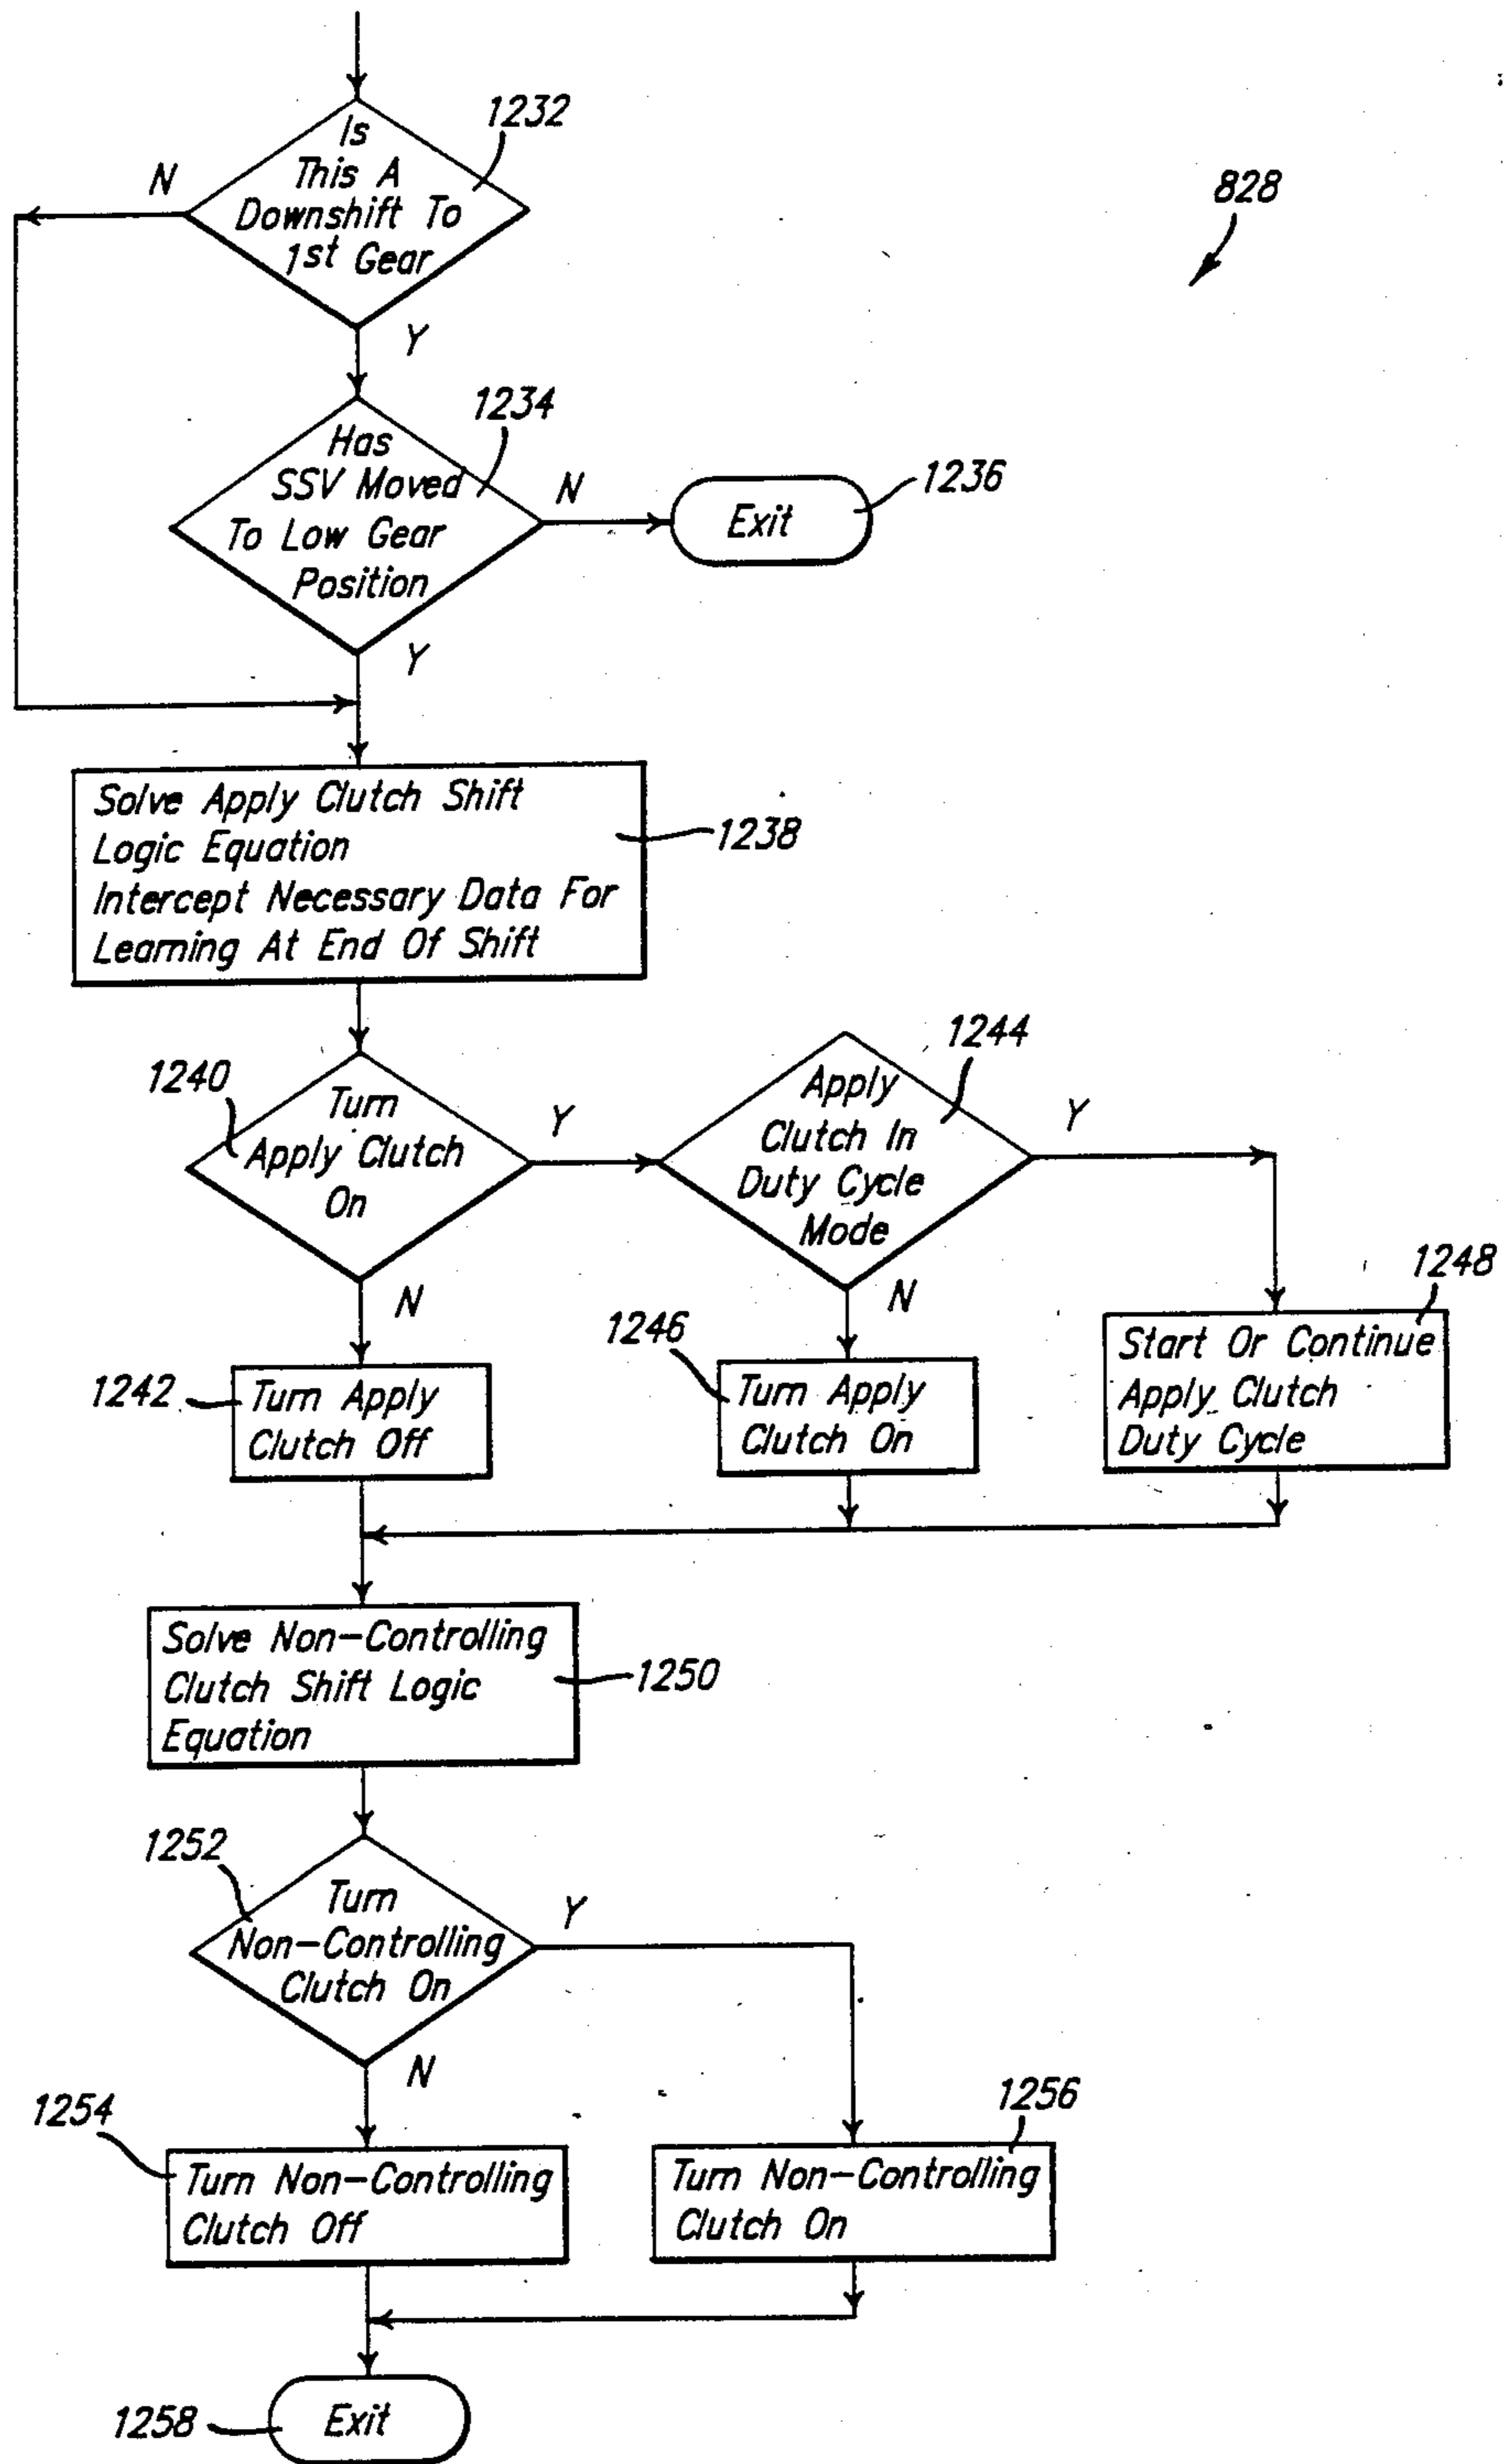 Is
This A
Downshift To
1st Gear
1232
N
Y
828
Has
SSV Moved
To Low Gear
Position
1234
N
Y
Exit
1236
Solve Apply Clutch Shift
Logic Equation
Intercept Necessary Data For
Learning At End Of Shift
1238
1240
Turn
Apply Clutch
On
Y
N
Apply
Clutch In
Duty Cycle
Mode
1244
Y
N
1242
Turn Apply
Clutch Off
1246
Turn Apply
Clutch On
1248
Start Or Continue
Apply Clutch
Duty Cycle
Solve Non-Controlling
Clutch Shift Logic
Equation
1250
1252
Turn
Non-Controlling
Clutch On
Y
N
1254
Turn Non-Controlling
Clutch Off
1256
Turn Non-Controlling
Clutch On
1258
Exit